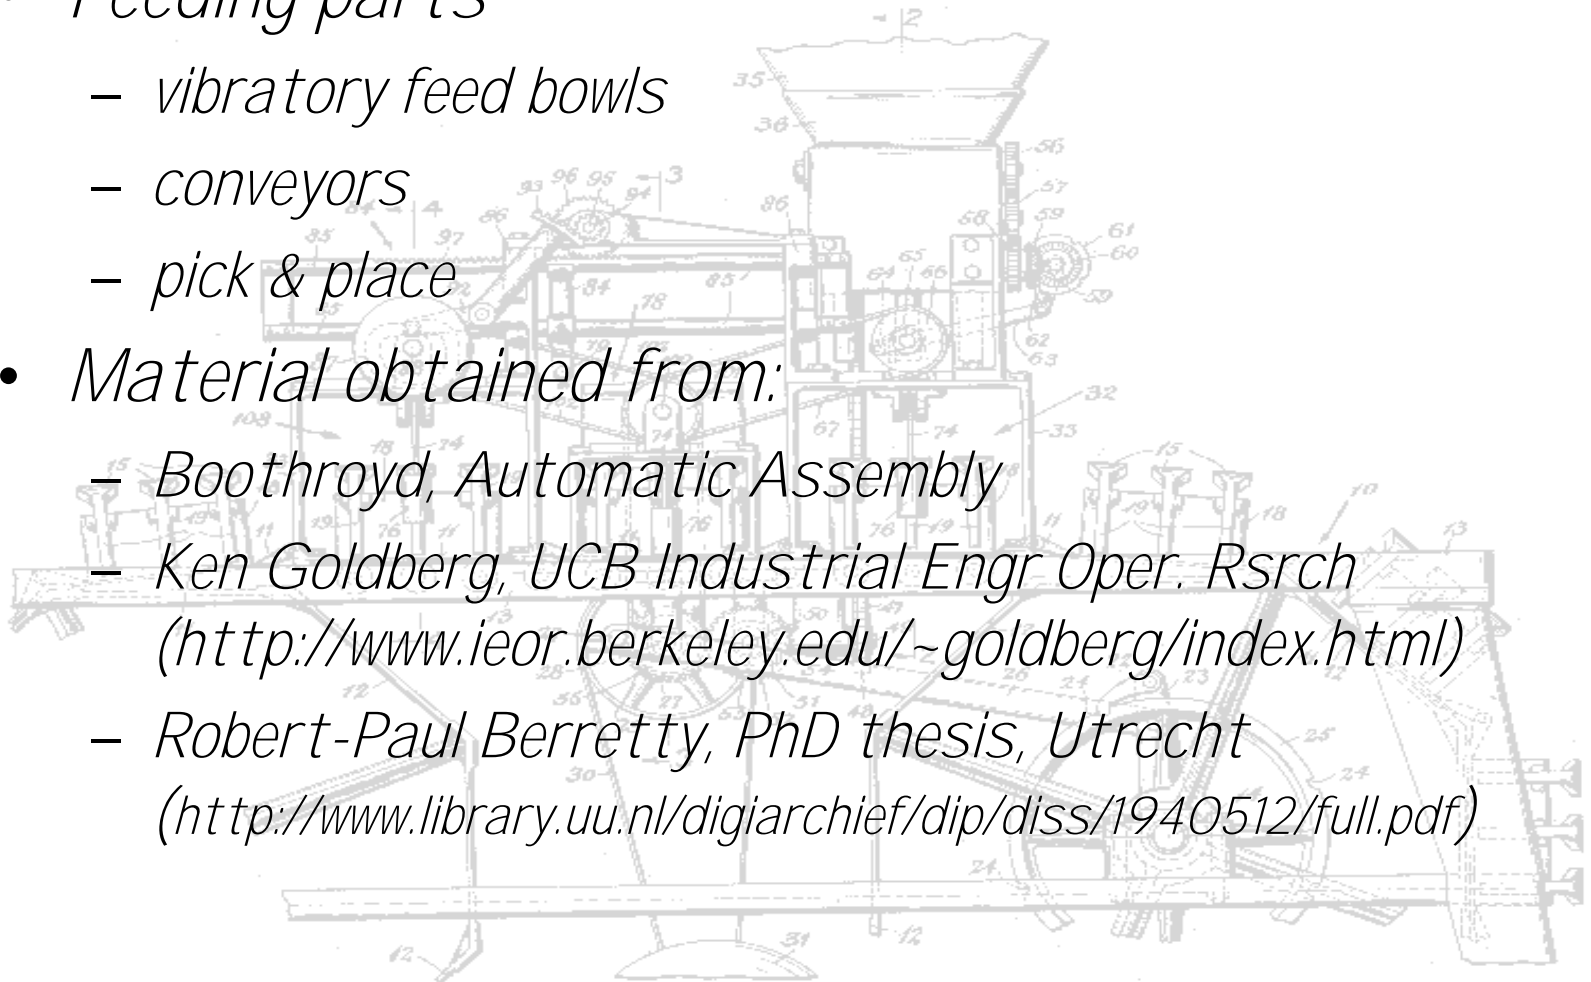 • Feeding parts
– vibratory feed bowls
– conveyors
– pick & place
• Material obtained from:
– Boothroyd, Automatic Assembly
– Ken Goldberg, UCB Industrial Engr Oper. Rsrch
(http://www.ieor.berkeley.edu/~goldberg/index.html)
– Robert-Paul Berretty, PhD thesis, Utrecht
(http://www.library.uu.nl/digiarchief/dip/diss/1940512/full.pdf)